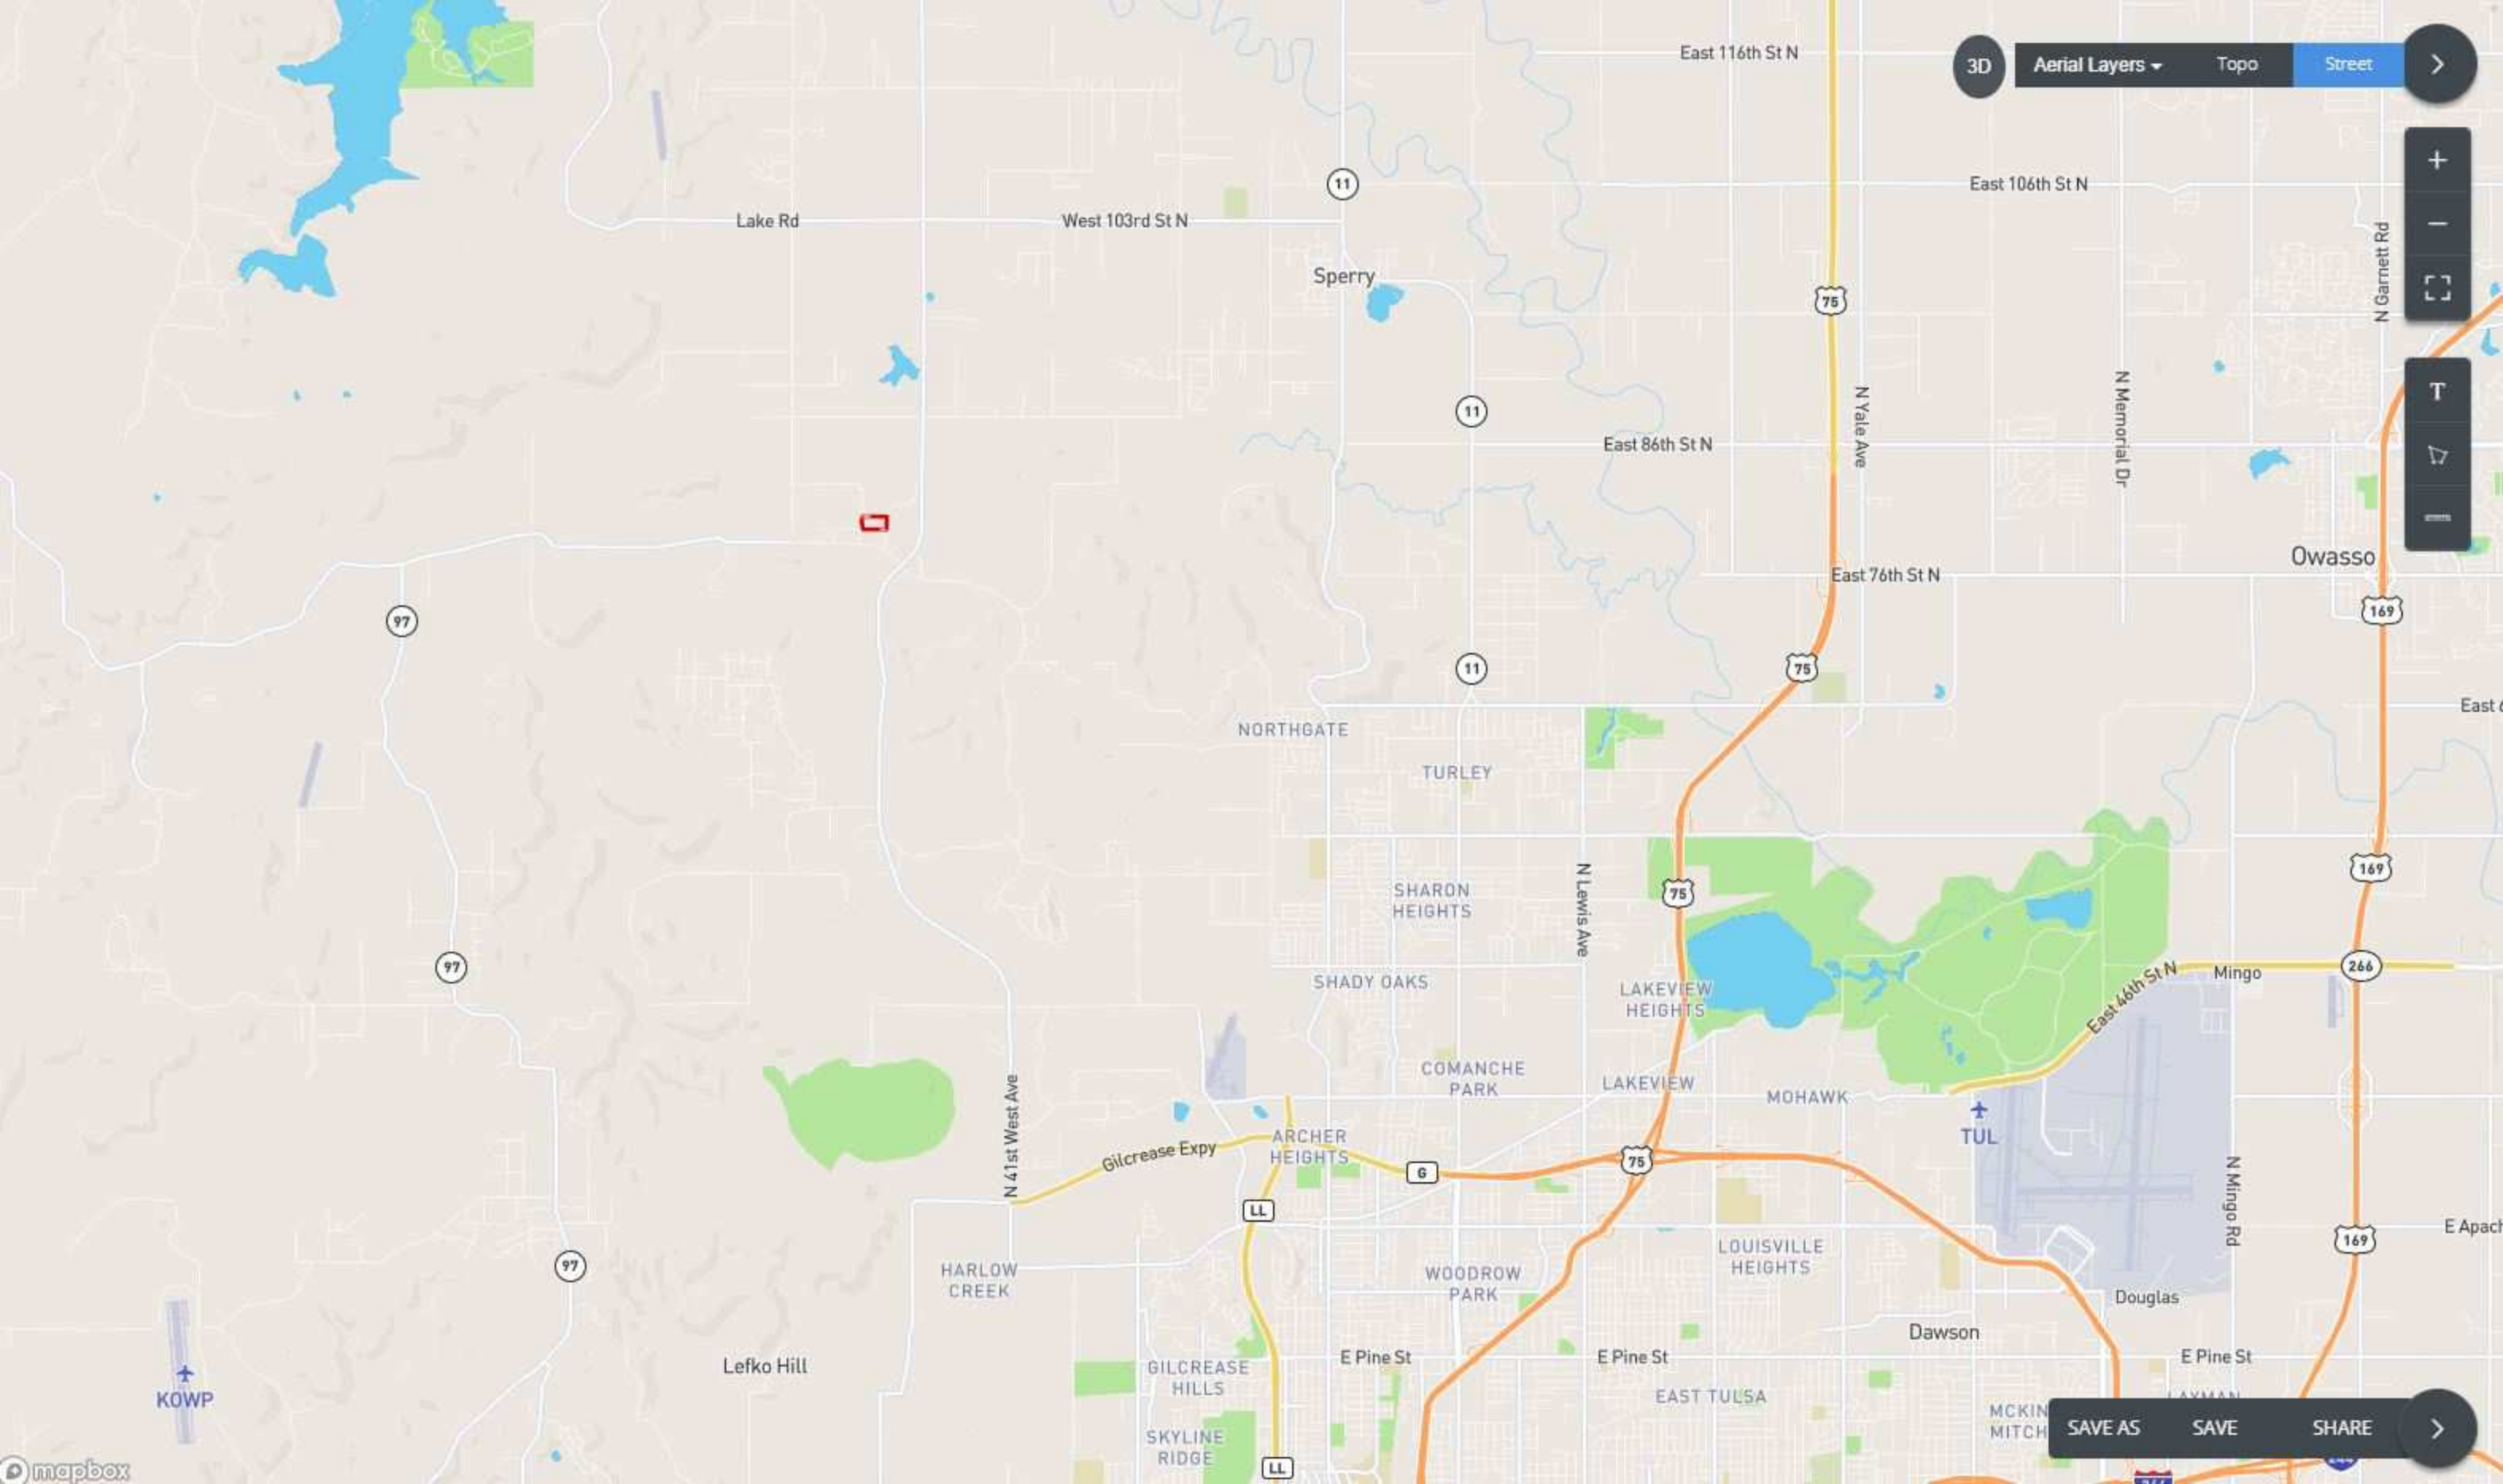 East 116th St N
3D
Aerial Layers
Topo
Street
11
East 106th St N
Lake Rd
West 103rd St N
N Garnett Rd
Sperry
75
T
11
N Yale Ave
N Memorial Dr
East 86th St N
Owasso
East 76th St N
169
97
11
75
East
NORTHGATE
TURLEY
169
SHARON
HEIGHTS
75
N Lewis Ave
97
SHADY OAKS
266
Mingo
East 46th St N
LAKEVIEW
HEIGHTS
COMANCHE
PARK
LAKEVIEW
MOHAWK
N 41st West Ave
TUL
ARCHER
HEIGHTS
Gilcrease Expy
G
75
N Mingo Rd
LL
E Apach
169
LOUISVILLE
HEIGHTS
97
HARLOW
CREEK
WOODROW
PARK
Douglas
Dawson
E Pine St
E Pine St
E Pine St
Lefko Hill
GILCREASE
HILLS
KOWP
EAST TULSA
MCKIN
MITCH
SAVE AS
SAVE
SHARE
SKYLINE
RIDGE
LL
mapbox